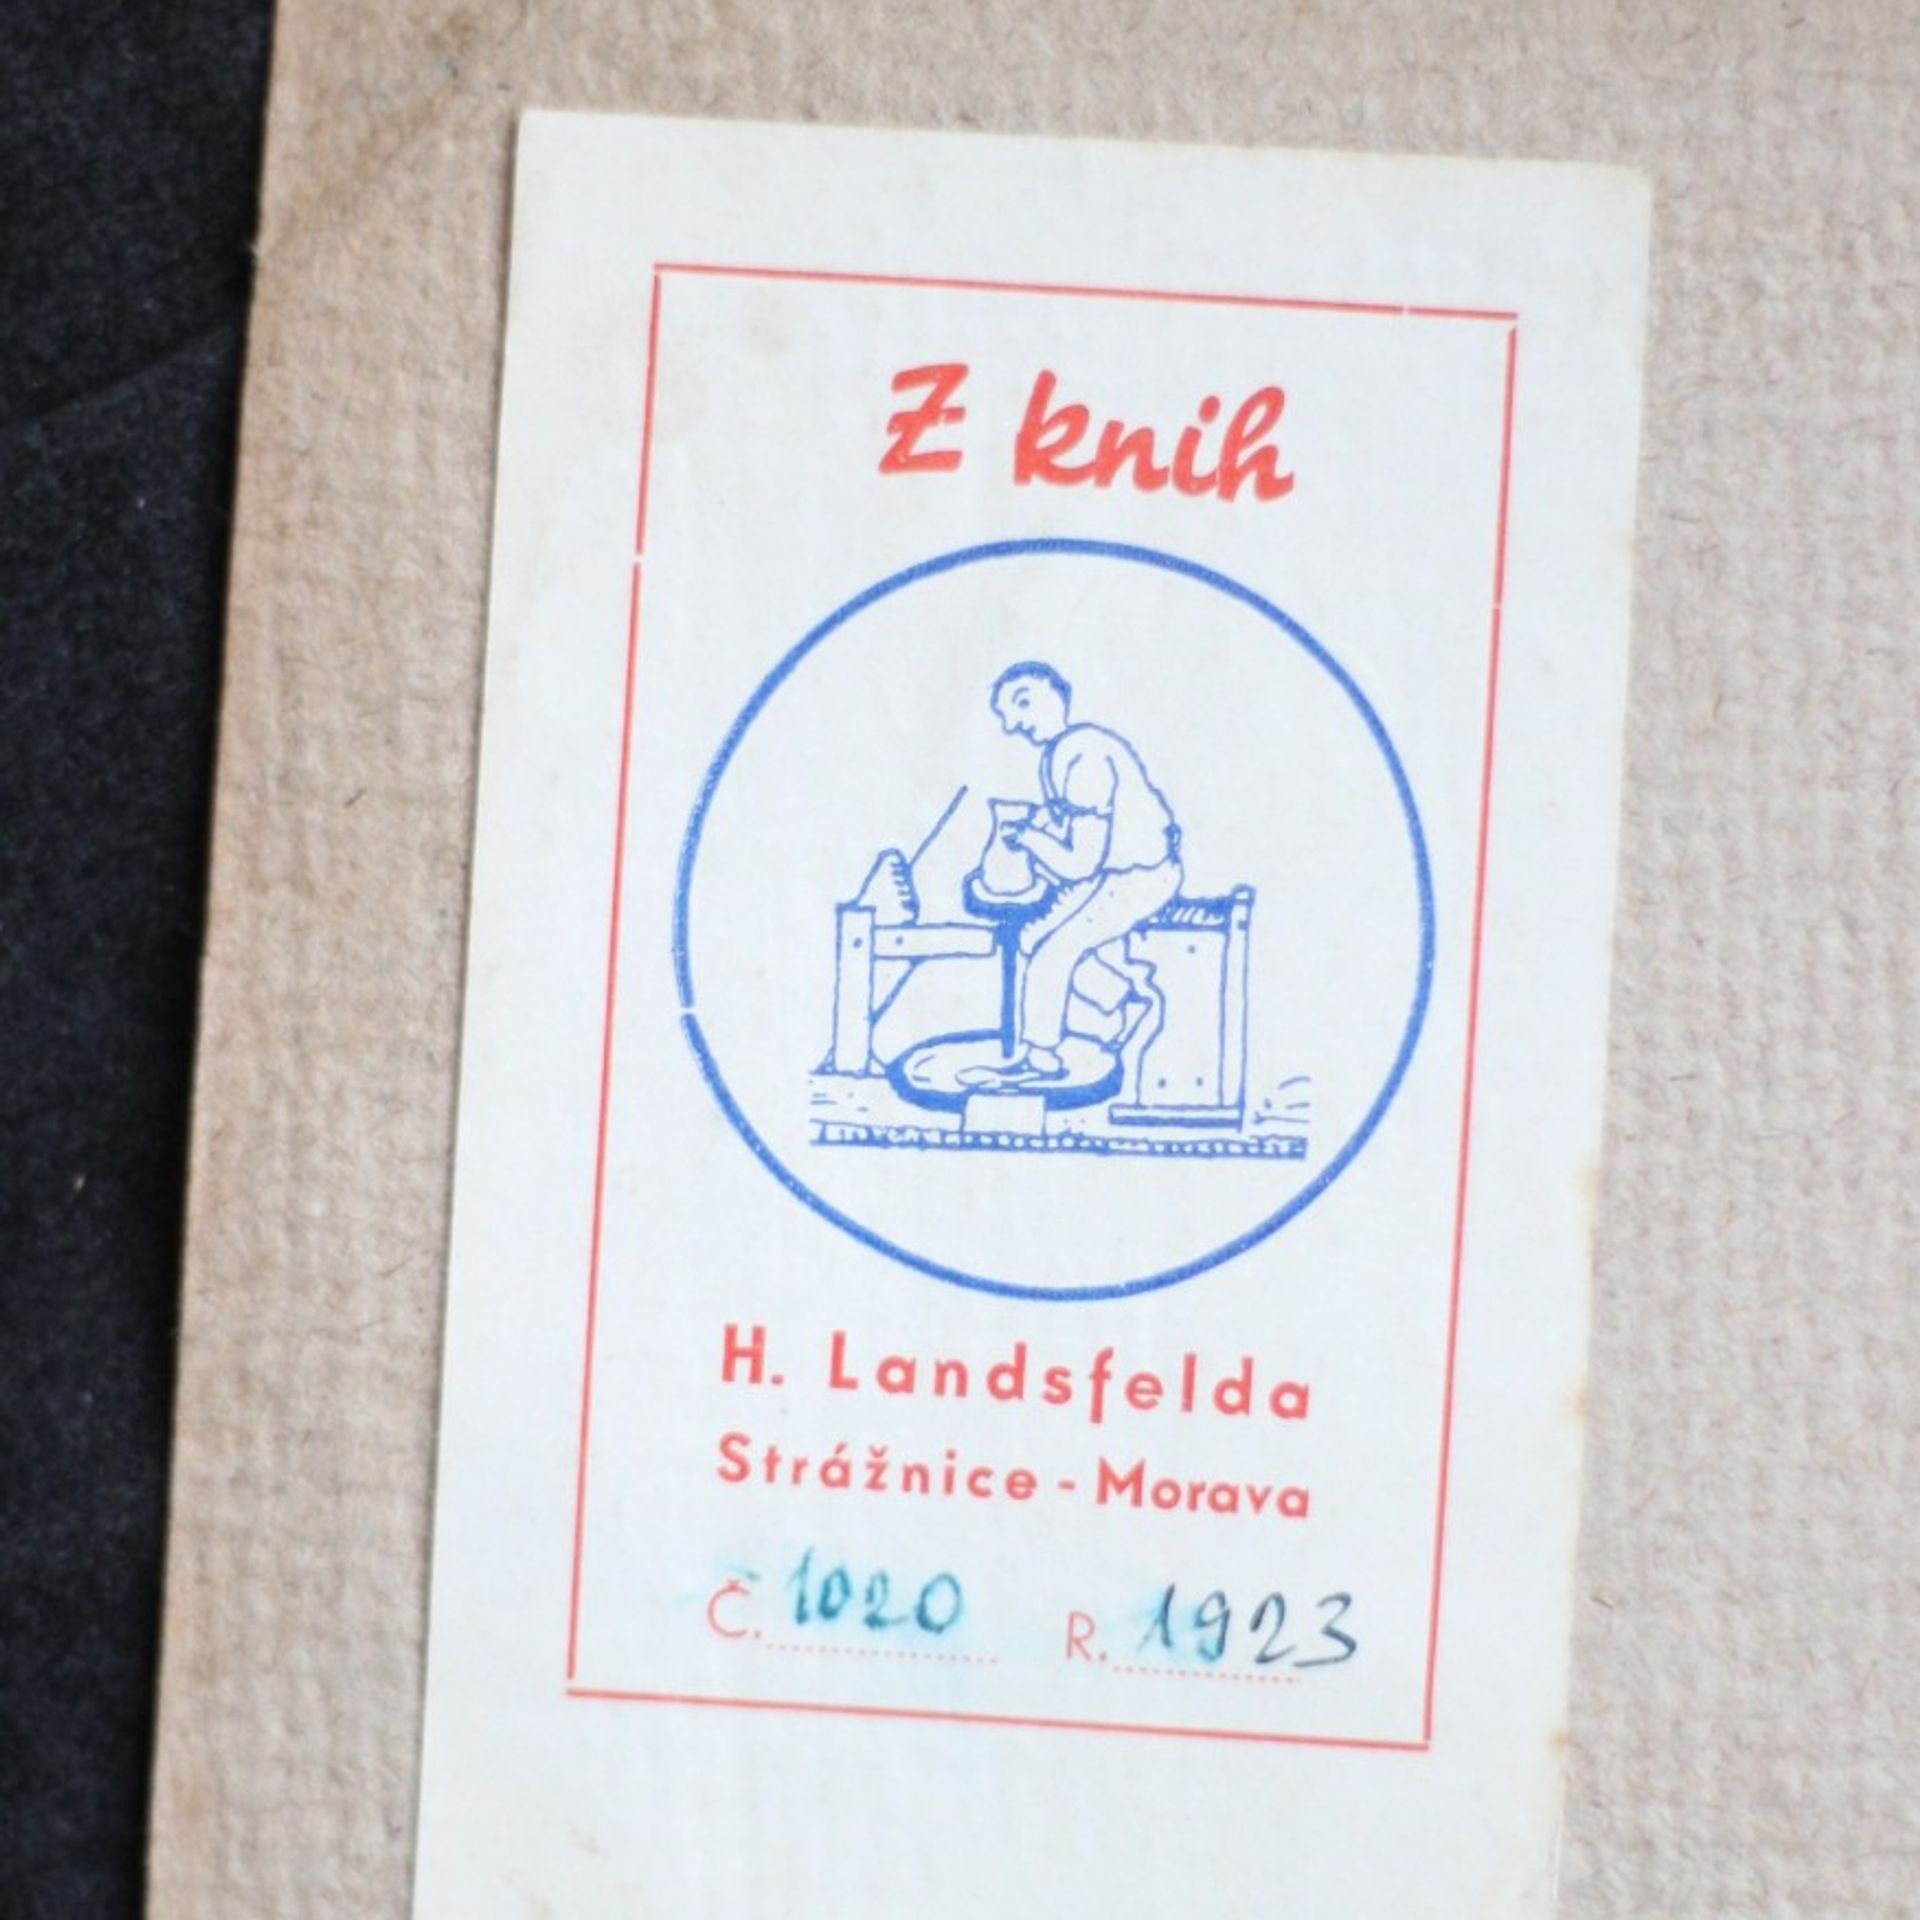 Z knih
H. Landsfelda
Strážnice - Morava
Č. 1020 R. 1923